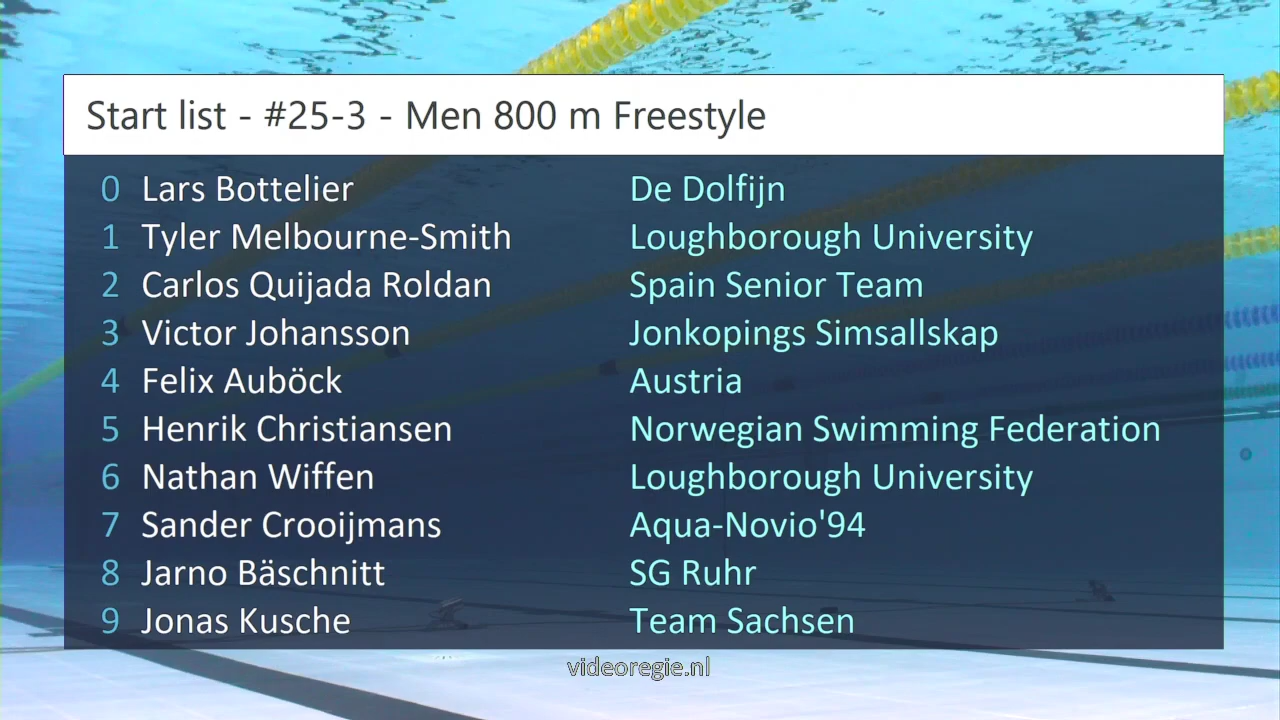 Start list - #25-3 - Men 800 m Freestyle
0 Lars Bottelier De Dolfijn
1 Tyler Melbourne-Smith Loughborough University
2 Carlos Quijada Roldan Spain Senior Team
3 Victor Johansson Jonkopings Simsallskap
4 Felix Auböck Austria
5 Henrik Christiansen Norwegian Swimming Federation
6 Nathan Wiffen Loughborough University
7 Sander Crooijmans Aqua-Novio'94
8 Jarno Bäschnitt SG Ruhr
9 Jonas Kusche Team Sachsen
videoregie.nl